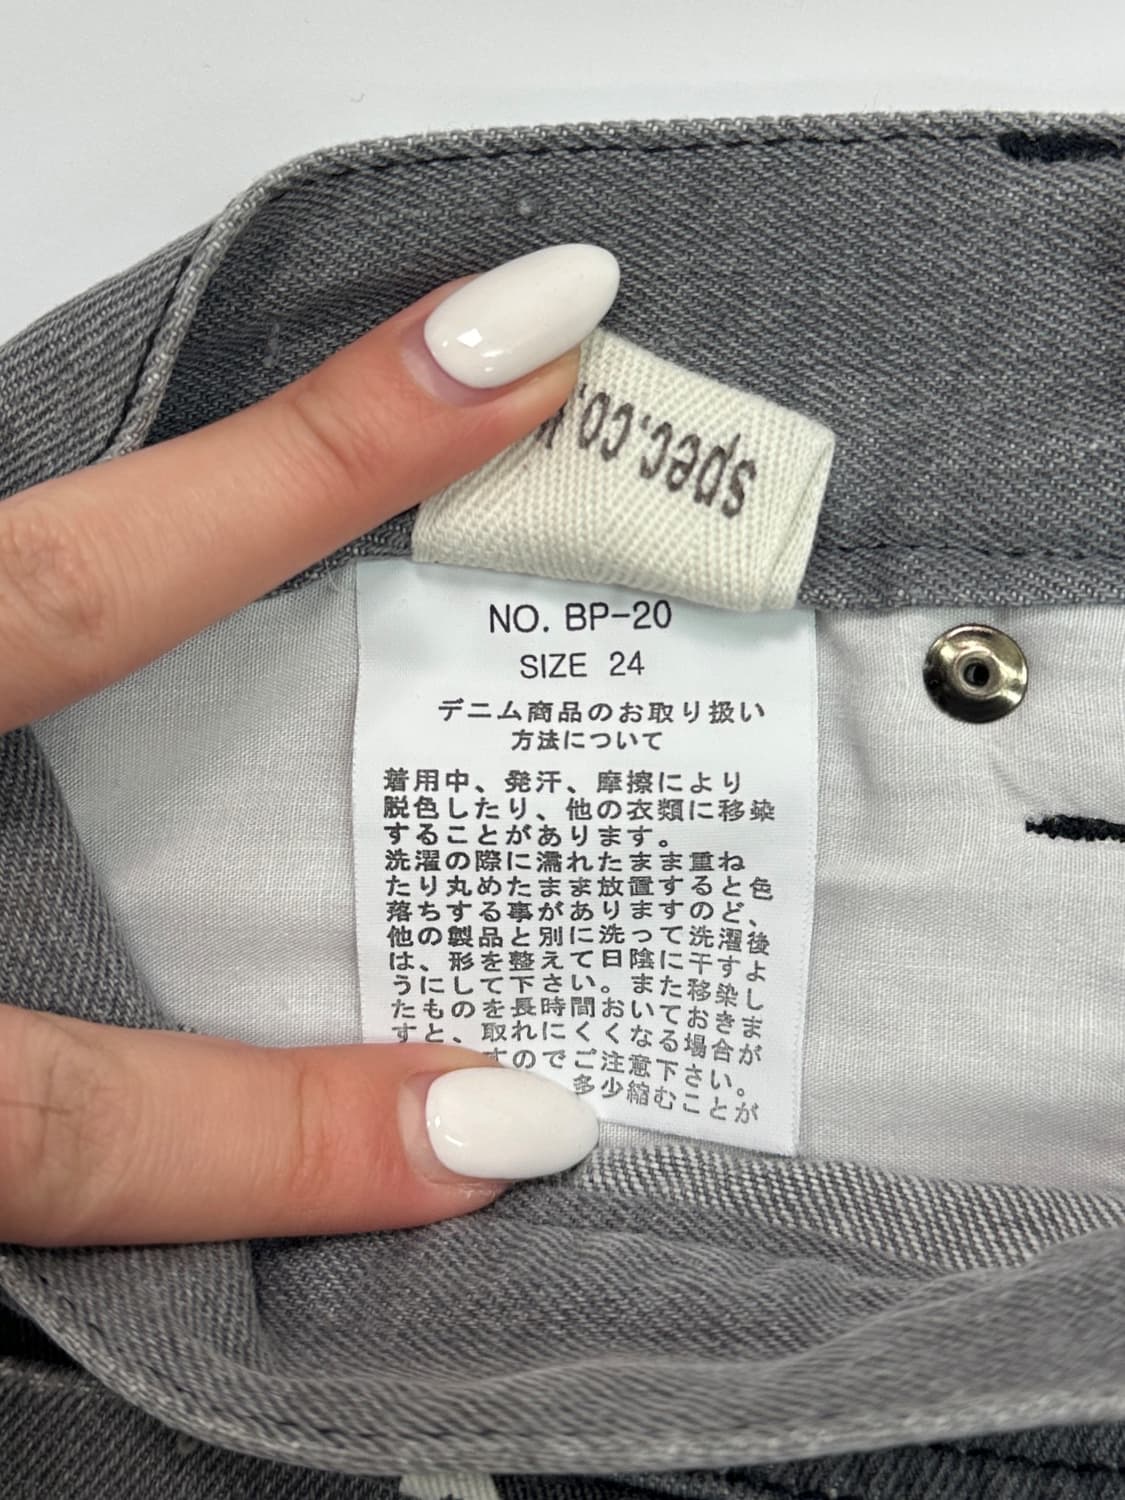 spec.co.
NO. BP-20
SIZE 24
デニム商品のお取り扱い
方法について
着用中、発汗、摩擦により
脱色したり、他の衣類に移染
することがあります。
洗濯の際に濡れたまま重ね
たり丸めたまま放置すると色
落ちする事がありますのど、
他の製品と別に洗って洗濯後
は、形を整えて日陰に干すよ
うにして下さい。また移染し
たものを長時間おいておきま
すと、取れにくくなる場合が
すのでご注意下さい。
多少縮むことが